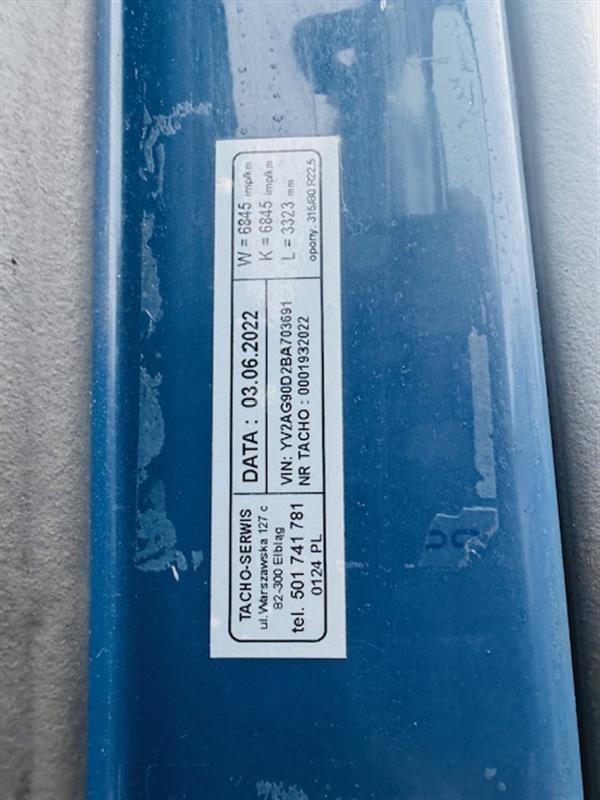 TACHO-SERWIS
ul. Warszawska 127 c
82-300 Elbląg
tel. 501 741 781
0124 PL
DATA : 03.06.2022
VIN: YV2AG90D2BA703691
NR TACHO : 0001932022
W = 6845 imp/km
K = 6845 imp/km
L = 3323 mm
opony: 315/80 R22,5